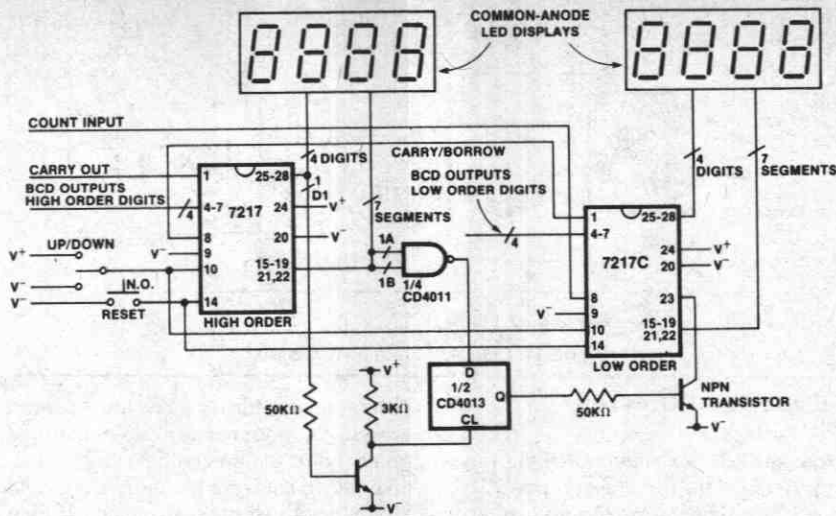 COMMON-ANODE
LED DISPLAYS
COUNT INPUT
CARRY OUT
BCD OUTPUTS
HIGH ORDER DIGITS
4
1
4-7
8
9
10
14
7217
25-28
24
20
15-19
21,22
HIGH ORDER
4 DIGITS
1
D1
V+
V-
7
SEGMENTS
CARRY/BORROW
BCD OUTPUTS
LOW ORDER DIGITS
4
4
DIGITS
7
SEGMENTS
1
4-7
8
9
10
14
7217C
25-28
24
20
23
15-19
21,22
LOW ORDER
V+
V-
V-
V-
UP/DOWN
V+
V-
V-
N.O.
RESET
1A
1B
1/4
CD4011
D
1/2
CD4013
CL
Q
50KΩ
3KΩ
V+
V-
50KΩ
NPN
TRANSISTOR
V-